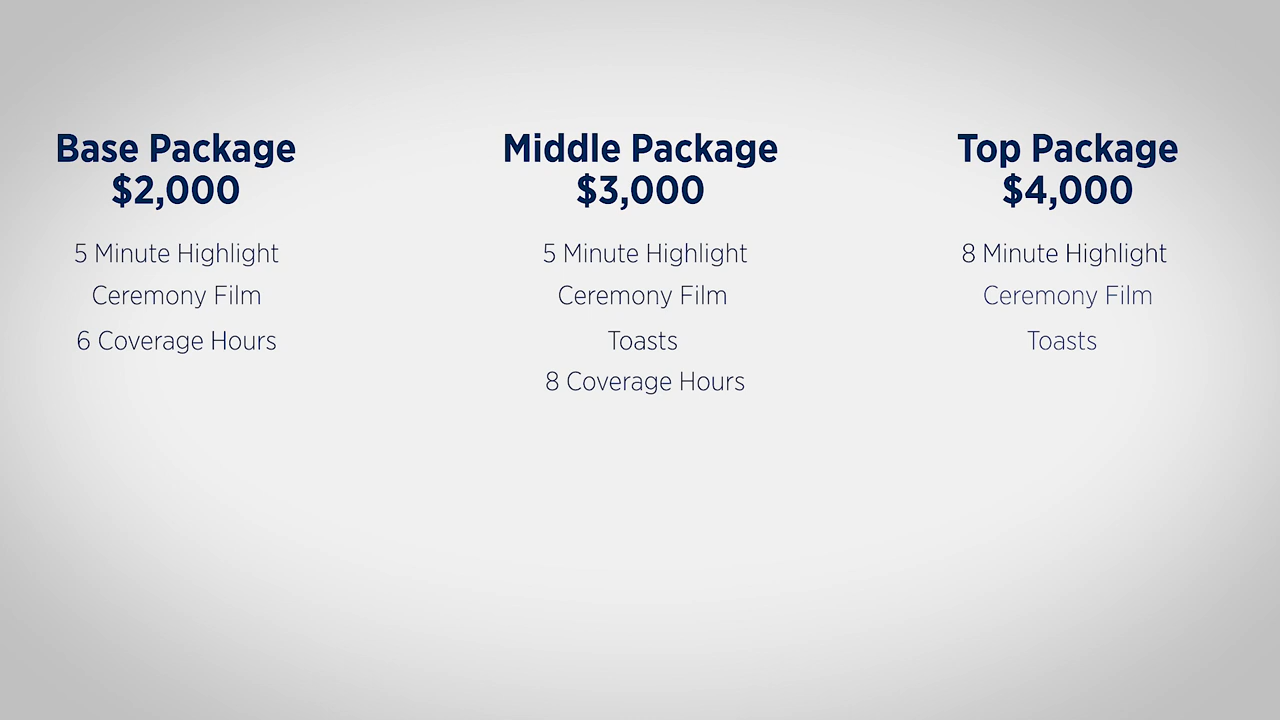 Base Package
$2,000
5 Minute Highlight
Ceremony Film
6 Coverage Hours
Middle Package
$3,000
5 Minute Highlight
Ceremony Film
Toasts
8 Coverage Hours
Top Package
$4,000
8 Minute Highlight
Ceremony Film
Toasts